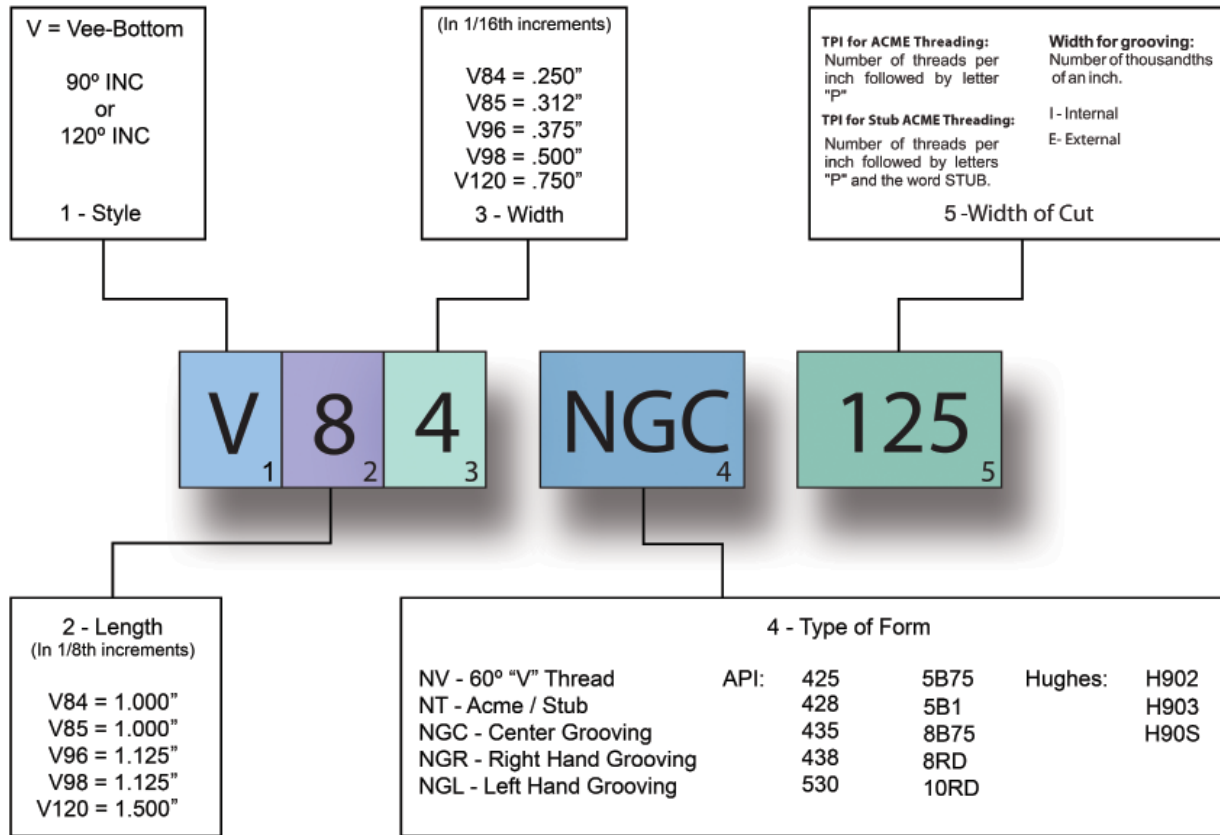 V = Vee-Bottom
90º INC
or
120º INC
1 - Style
(In 1/16th increments)
V84 = .250”
V85 = .312”
V96 = .375”
V98 = .500”
V120 = .750”
3 - Width
TPI for ACME Threading:
Number of threads per
inch followed by letter
"P"
TPI for Stub ACME Threading:
Number of threads per
inch followed by letters
"P" and the word STUB.
Width for grooving:
Number of thousandths
of an inch.
I - Internal
E- External
5 -Width of Cut
V 8 4 NGC 125
1 2 3 4 5
2 - Length
(In 1/8th increments)
V84 = 1.000”
V85 = 1.000”
V96 = 1.125”
V98 = 1.125”
V120 = 1.500”
4 - Type of Form
NV - 60º “V” Thread API: 425 5B75 Hughes: H902
NT - Acme / Stub 428 5B1 H903
NGC - Center Grooving 435 8B75 H90S
NGR - Right Hand Grooving 438 8RD
NGL - Left Hand Grooving 530 10RD